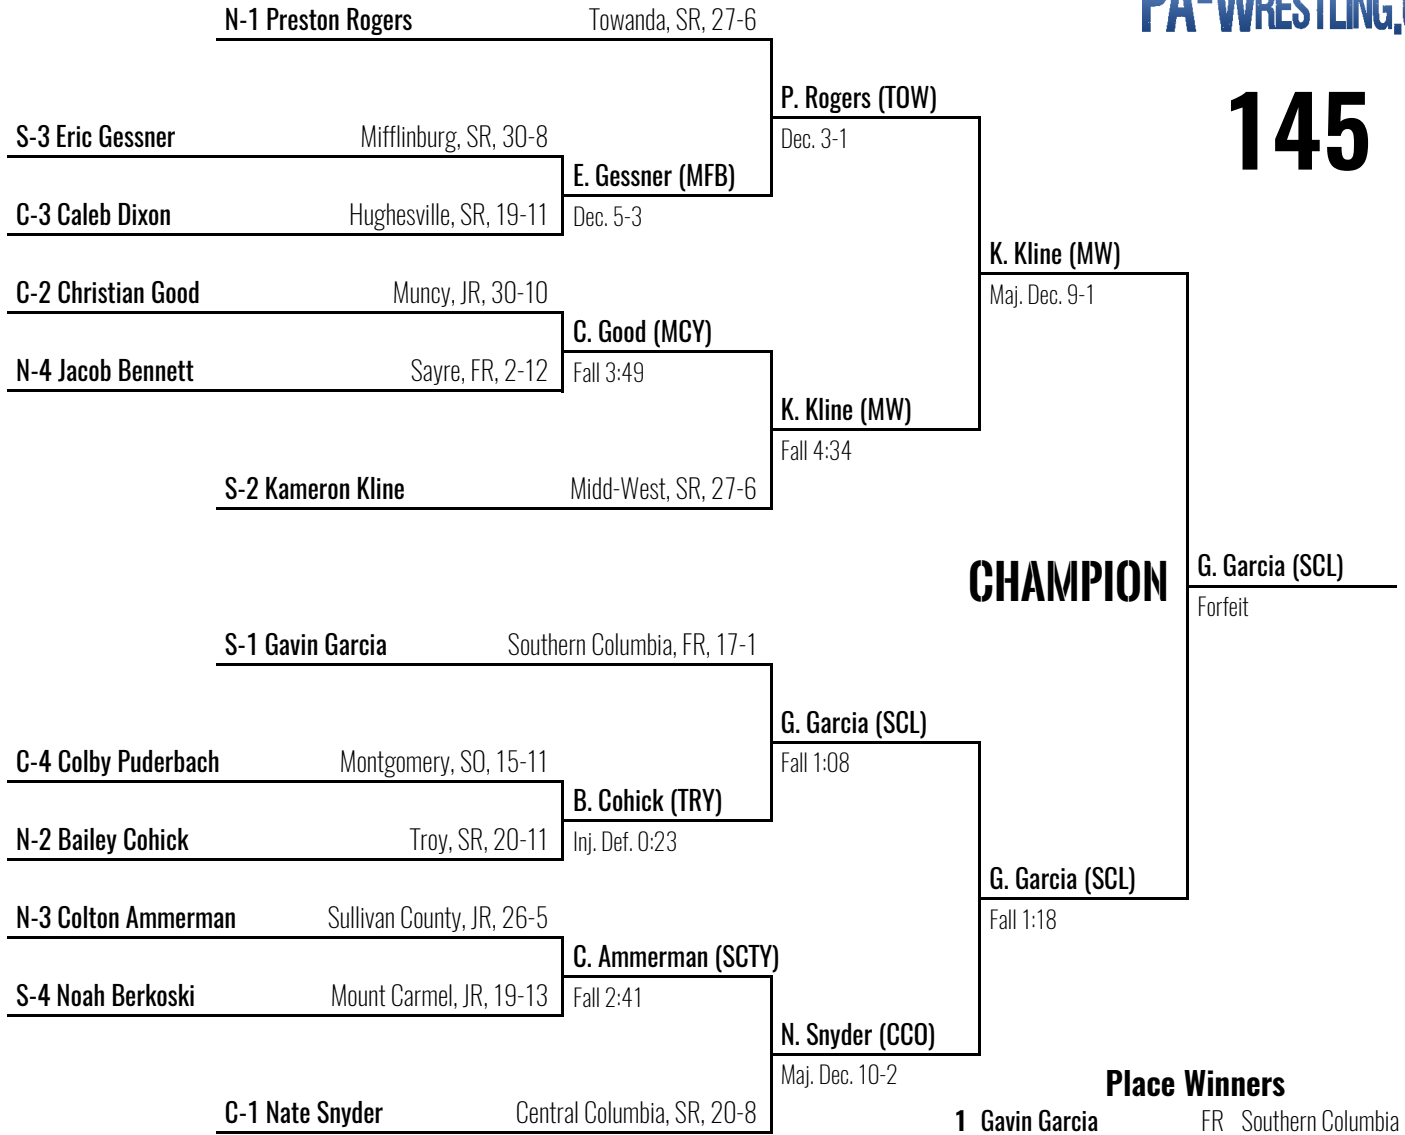 PA-WRESTLING.
145
N-1 Preston Rogers Towanda, SR, 27-6
P. Rogers (TOW)
Dec. 3-1
S-3 Eric Gessner Mifflinburg, SR, 30-8
E. Gessner (MFB)
C-3 Caleb Dixon Hughesville, SR, 19-11
Dec. 5-3
K. Kline (MW)
Maj. Dec. 9-1
C-2 Christian Good Muncy, JR, 30-10
C. Good (MCY)
N-4 Jacob Bennett Sayre, FR, 2-12
Fall 3:49
K. Kline (MW)
Fall 4:34
S-2 Kameron Kline Midd-West, SR, 27-6
CHAMPION
G. Garcia (SCL)
Forfeit
S-1 Gavin Garcia Southern Columbia, FR, 17-1
G. Garcia (SCL)
Fall 1:08
C-4 Colby Puderbach Montgomery, SO, 15-11
B. Cohick (TRY)
N-2 Bailey Cohick Troy, SR, 20-11
Inj. Def. 0:23
G. Garcia (SCL)
Fall 1:18
N-3 Colton Ammerman Sullivan County, JR, 26-5
C. Ammerman (SCTY)
S-4 Noah Berkoski Mount Carmel, JR, 19-13
Fall 2:41
N. Snyder (CCO)
Maj. Dec. 10-2
C-1 Nate Snyder Central Columbia, SR, 20-8
Place Winners
1 Gavin Garcia FR Southern Columbia